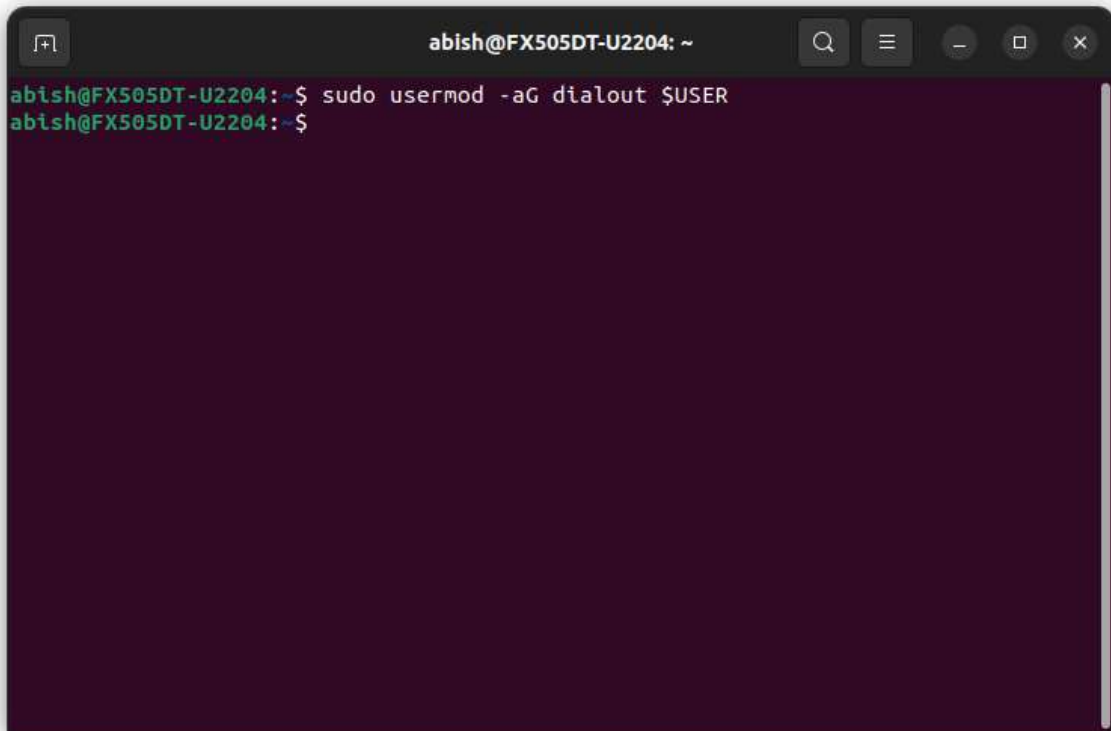 abish@FX505DT-U2204: ~
abish@FX505DT-U2204:~$ sudo usermod -aG dialout $USER
abish@FX505DT-U2204:~$